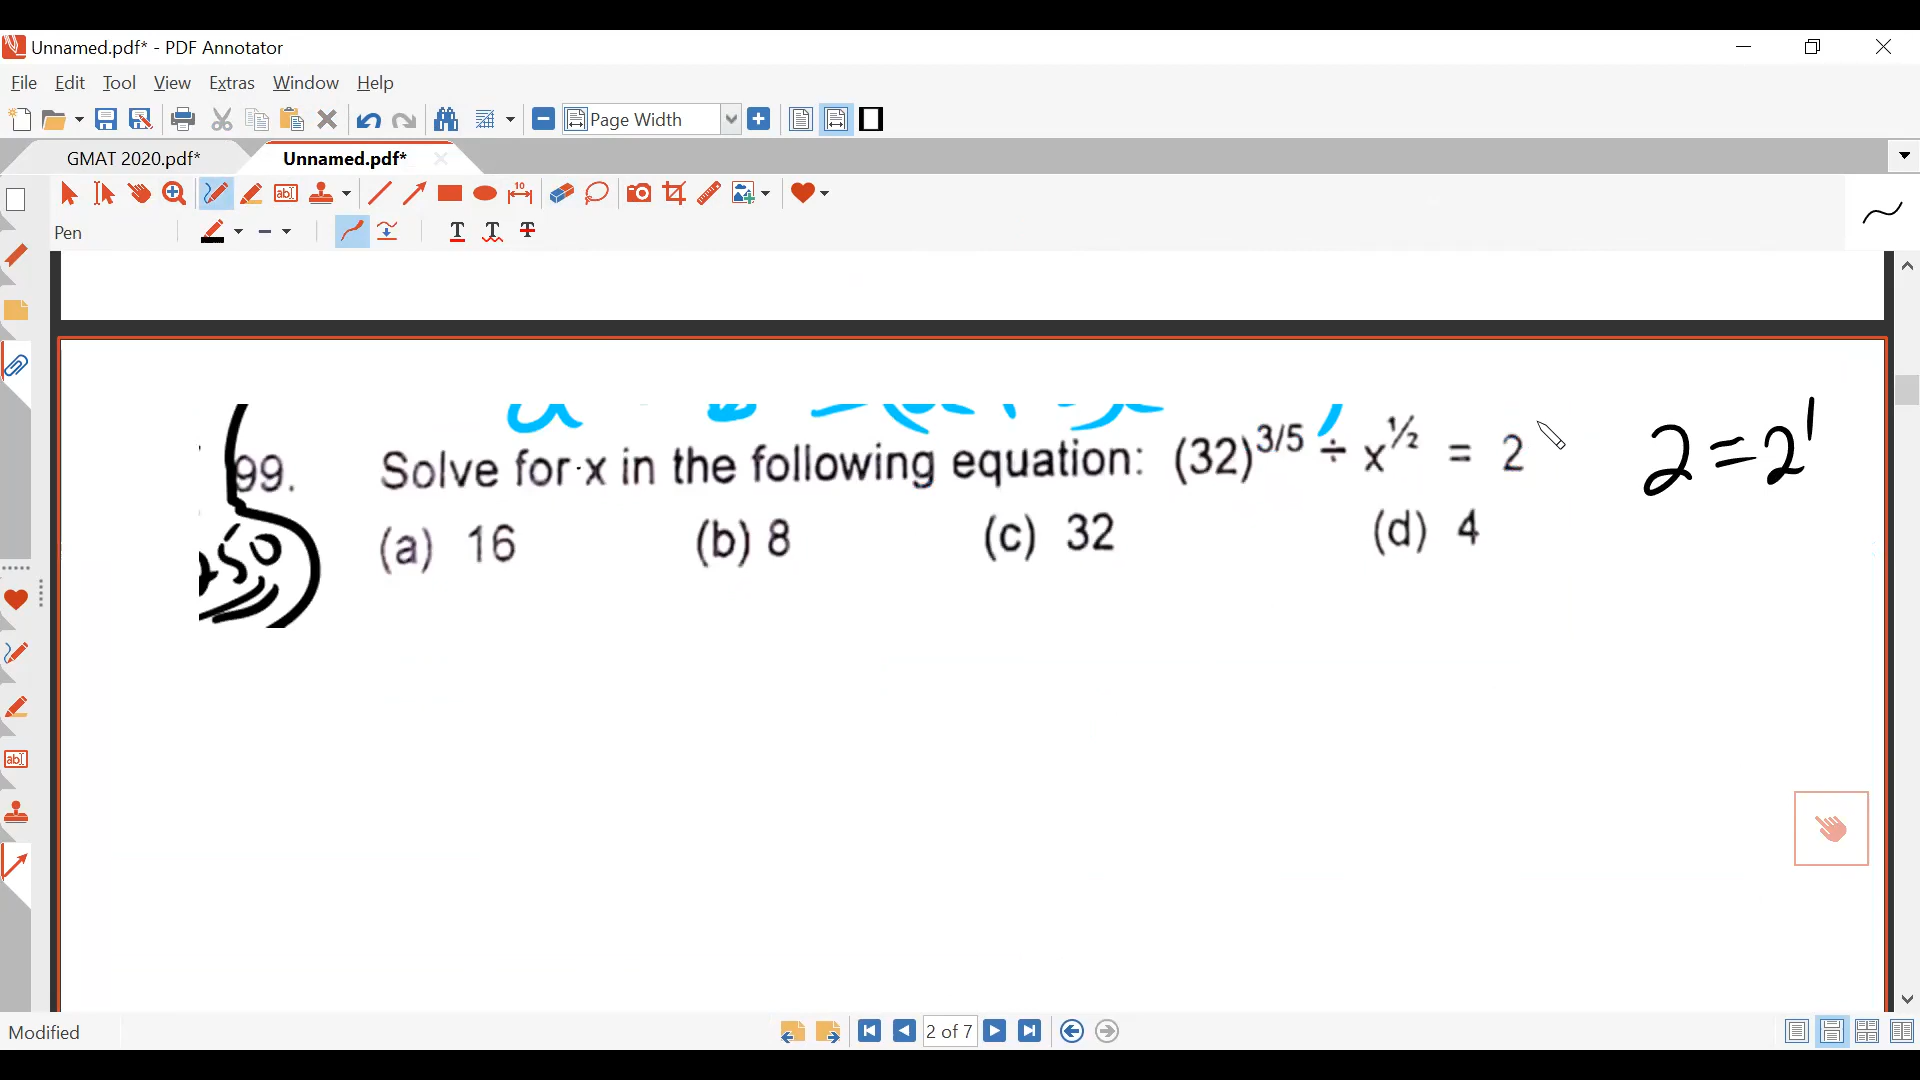 Unnamed.pdf* - PDF Annotator
File Edit Tool View Extras Window Help
Page Width
GMAT 2020.pdf* Unnamed.pdf*
Pen
99. Solve for x in the following equation: (32)^3/5 ÷ x^1/2 = 2
2=2^1
(a) 16 (b) 8 (c) 32 (d) 4
Modified
2 of 7